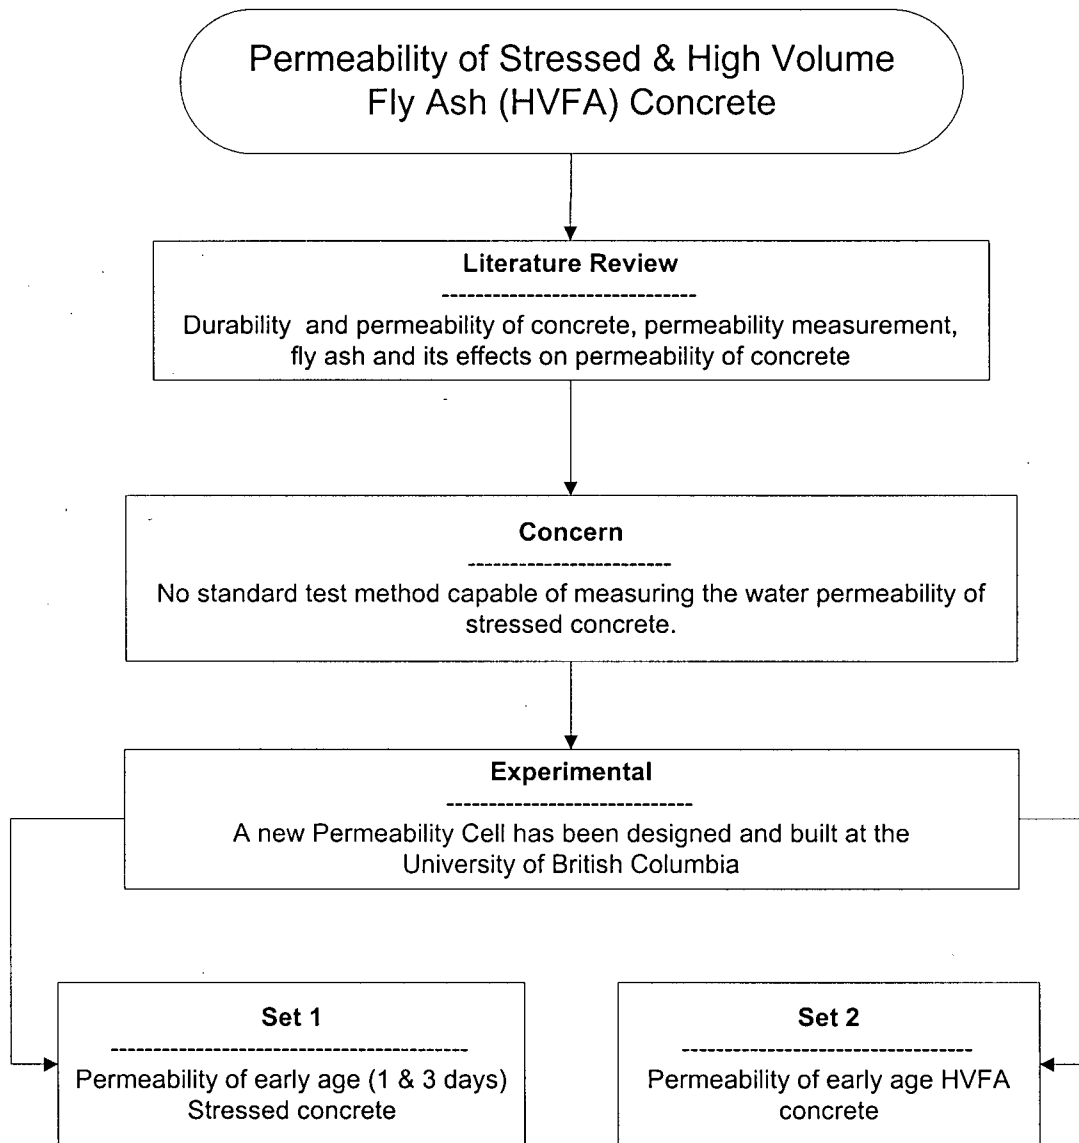 Permeability of Stressed & High Volume
Fly Ash (HVFA) Concrete
Literature Review
------------------------------
Durability and permeability of concrete, permeability measurement,
fly ash and its effects on permeability of concrete
Concern
------------------------
No standard test method capable of measuring the water permeability of
stressed concrete.
Experimental
-----------------------------
A new Permeability Cell has been designed and built at the
University of British Columbia
Set 1
------------------------------------------
Permeability of early age (1 & 3 days)
Stressed concrete
Set 2
----------------------------------
Permeability of early age HVFA
concrete